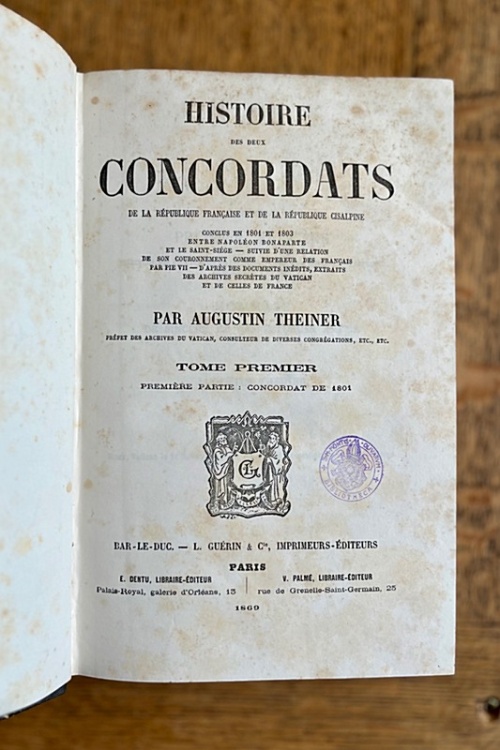 HISTOIRE
DES DEUX
CONCORDATS
DE LA RÉPUBLIQUE FRANÇAISE ET DE LA RÉPUBLIQUE CISALPINE
CONCLUS EN 1801 ET 1803
ENTRE NAPOLÉON BONAPARTE
ET LE SAINT-SIÉGE — SUIVIE D'UNE RELATION
DE SON COURONNEMENT COMME EMPEREUR DES FRANÇAIS
PAR PIE VII — D'APRÈS DES DOCUMENTS INÉDITS, EXTRAITS
DES ARCHIVES SECRÈTES DU VATICAN
ET DE CELLES DE FRANCE
PAR AUGUSTIN THEINER
PRÉFET DES ARCHIVES DU VATICAN, CONSULTEUR DE DIVERSES CONGRÉGATIONS, ETC., ETC.
TOME PREMIER
PREMIÈRE PARTIE : CONCORDAT DE 1801
BIBLIOTHECA
BAR-LE-DUC. — L. GUÉRIN & Cie, IMPRIMEURS-ÉDITEURS
PARIS
E. DENTU, LIBRAIRE-ÉDITEUR
Palais-Royal, galerie d'Orléans, 13
V. PALMÉ, LIBRAIRE-ÉDITEUR
rue de Grenelle-Saint-Germain, 25
1869